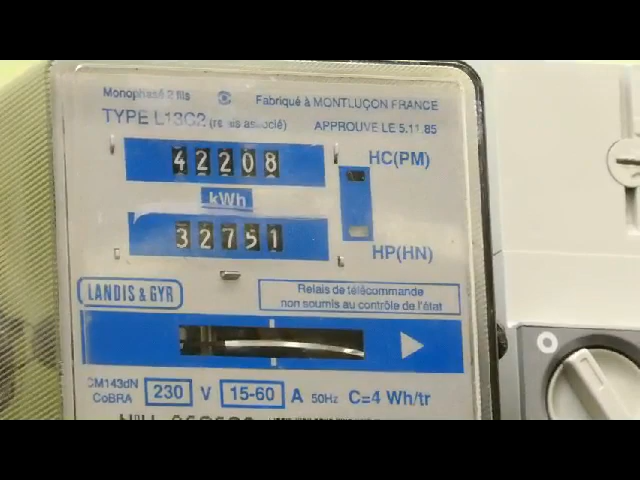 Monophasé 2 fils
Fabriqué à MONTLUÇON FRANCE
TYPE L13C2 (relais associé)
APPROUVE LE 5.11.85
42208
HC(PM)
kWh
32751
HP(HN)
LANDIS & GYR
Relais de télécommande
non soumis au contrôle de l'état
CM143dN
CoBRA
230 V 15-60 A 50Hz C=4 Wh/tr